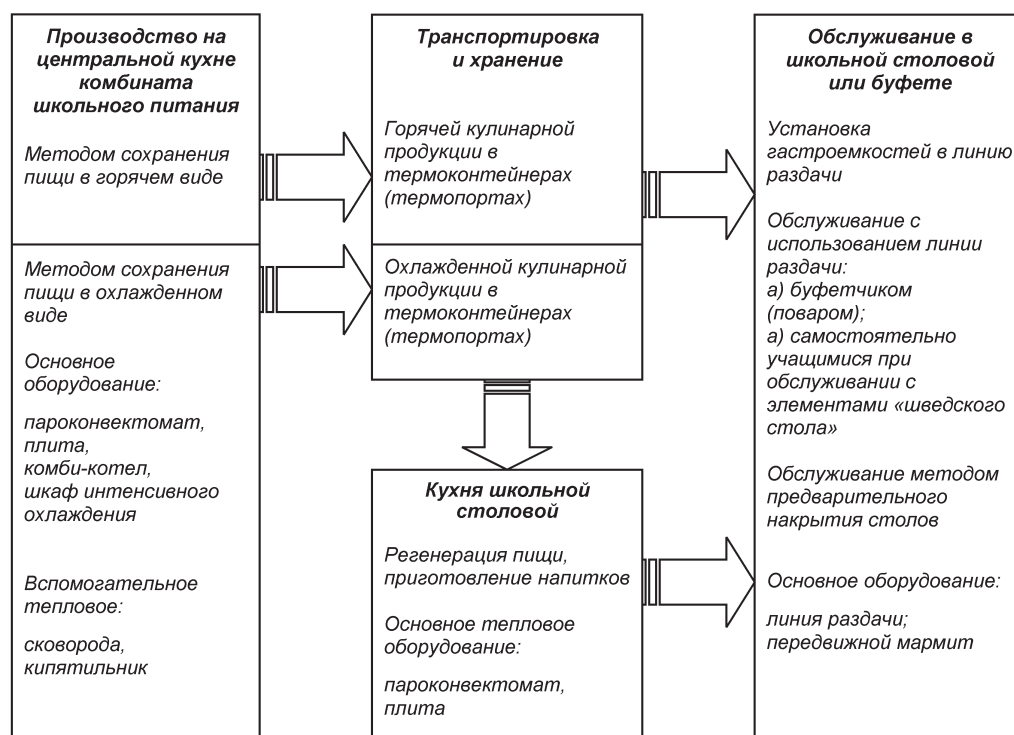 Производство на
центральной кухне
комбината
школьного питания
Методом сохранения
пищи в горячем виде
Методом сохранения
пищи в охлажденном
виде
Основное
оборудование:
пароконвектомат,
плита,
комби-котел,
шкаф интенсивного
охлаждения
Вспомогательное
тепловое:
сковорода,
кипятильник
Транспортировка
и хранение
Горячей кулинарной
продукции в
термоконтейнерах
(термопортах)
Охлажденной кулинарной
продукции в
термоконтейнерах
(термопортах)
Кухня школьной
столовой
Регенерация пищи,
приготовление напитков
Основное тепловое
оборудование:
пароконвектомат,
плита
Обслуживание в
школьной столовой
или буфете
Установка
гастроемкостей в линию
раздачи
Обслуживание с
использованием линии
раздачи:
а) буфетчиком
(поваром);
а) самостоятельно
учащимися при
обслуживании с
элементами «шведского
стола»
Обслуживание методом
предварительного
накрытия столов
Основное оборудование:
линия раздачи;
передвижной мармит